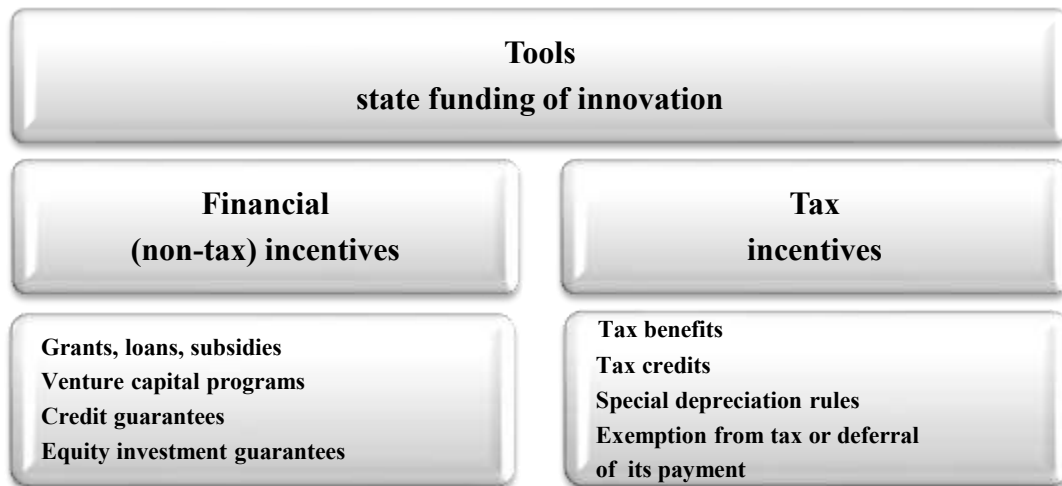 Tools
state funding of innovation
Financial
(non-tax) incentives
Tax
incentives
Grants, loans, subsidies
Venture capital programs
Credit guarantees
Equity investment guarantees
Tax benefits
Tax credits
Special depreciation rules
Exemption from tax or deferral
of its payment